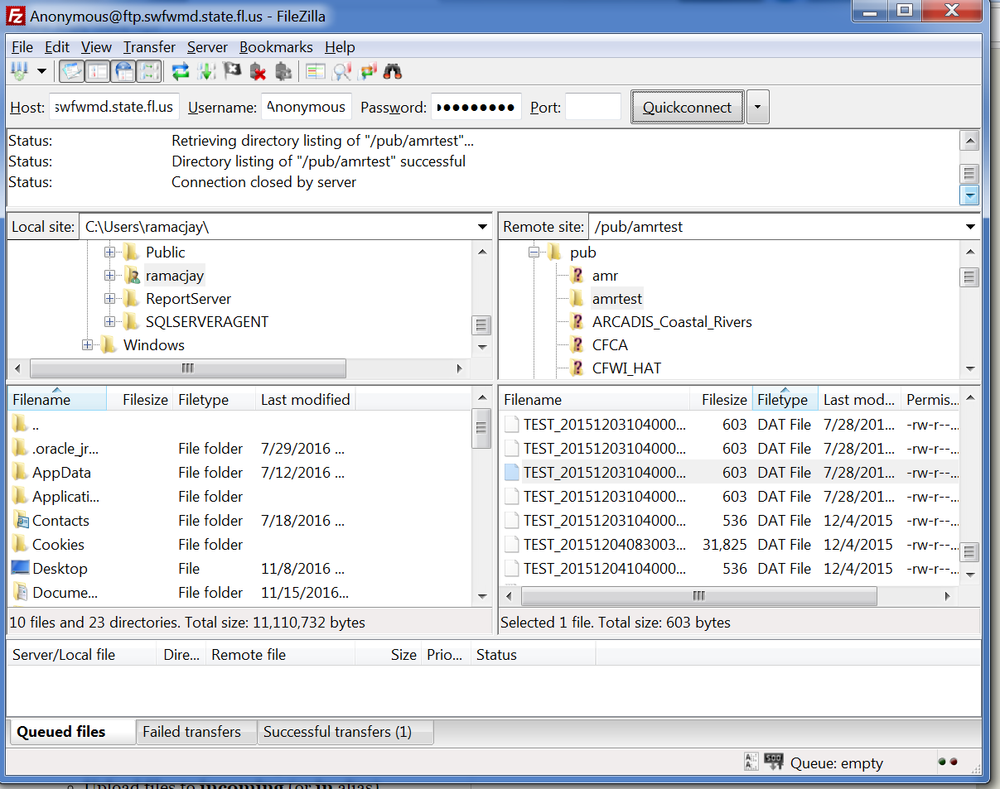 Anonymous@ftp.swfwmd.state.fl.us - FileZilla
File Edit View Transfer Server Bookmarks Help
Host: swfwmd.state.fl.us Username: Anonymous Password: ●●●●●●●●● Port: Quickconnect
Status: Retrieving directory listing of "/pub/amrtest"...
Status: Directory listing of "/pub/amrtest" successful
Status: Connection closed by server
Local site: C:\Users\ramacjay\
Public
ramacjay
ReportServer
SQLSERVERAGENT
Windows
Remote site: /pub/amrtest
pub
amr
amrtest
ARCADIS_Coastal_Rivers
CFCA
CFWI_HAT
Filename Filesize Filetype Last modified
..
.oracle_jr... File folder 7/29/2016 ...
AppData File folder 7/12/2016 ...
Applicati... File folder
Contacts File folder 7/18/2016 ...
Cookies File folder
Desktop File 11/8/2016 ...
Docume... File folder 11/15/2016...
10 files and 23 directories. Total size: 11,110,732 bytes
Filename Filesize Filetype Last mod... Permis...
TEST_20151203104000... 603 DAT File 7/28/201... -rw-r--...
TEST_20151203104000... 603 DAT File 7/28/201... -rw-r--...
TEST_20151203104000... 603 DAT File 7/28/201... -rw-r--...
TEST_20151203104000... 603 DAT File 7/28/201... -rw-r--...
TEST_20151203104000... 536 DAT File 12/4/2015 -rw-r--...
TEST_20151204083003... 31,825 DAT File 12/4/2015 -rw-r--...
TEST_20151204104000... 536 DAT File 12/4/2015 -rw-r--...
Selected 1 file. Total size: 603 bytes
Server/Local file Dire... Remote file Size Prio... Status
Queued files Failed transfers Successful transfers (1)
Queue: empty
Upload files to incoming (or in alias)